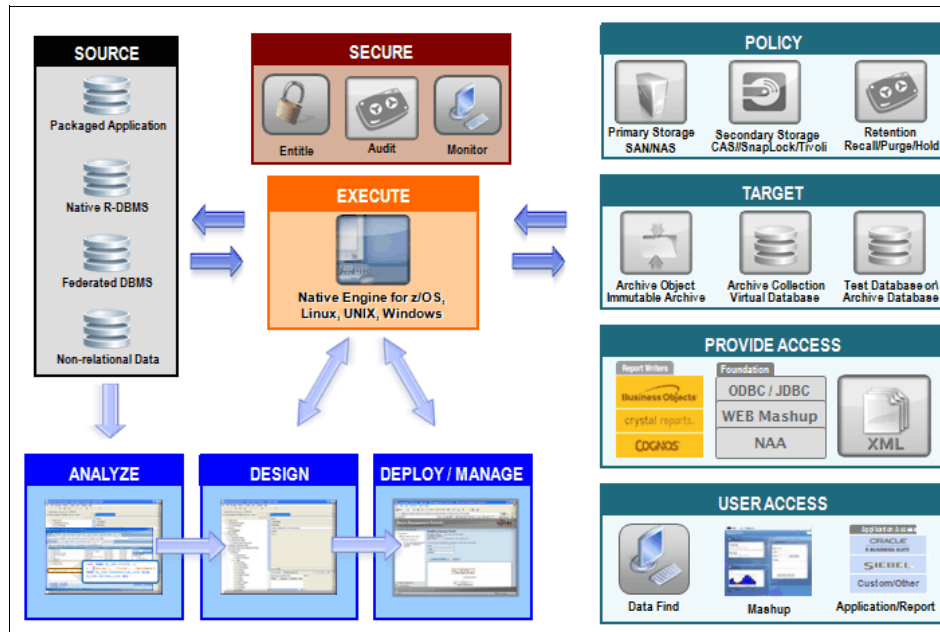 SOURCE
Packaged Application
Native R-DBMS
Federated DBMS
Non-relational Data
SECURE
Entitle
Audit
Monitor
EXECUTE
Native Engine for z/OS,
Linux, UNIX, Windows
ANALYZE
DESIGN
DEPLOY / MANAGE
POLICY
Primary Storage
SAN/NAS
Secondary Storage
CAS//SnapLock/Tivoli
Retention
Recall/Purge/Hold
TARGET
Archive Object
Immutable Archive
Archive Collection
Virtual Database
Test Database or\
Archive Database
PROVIDE ACCESS
Report Writers
Business Objects
crystal reports.
COGNOS
Foundation
ODBC / JDBC
WEB Mashup
NAA
XML
USER ACCESS
Data Find
Mashup
Application Access
ORACLE
E-BUSINESS SUITE
SIEBEL
Custom/Other
Application/Report